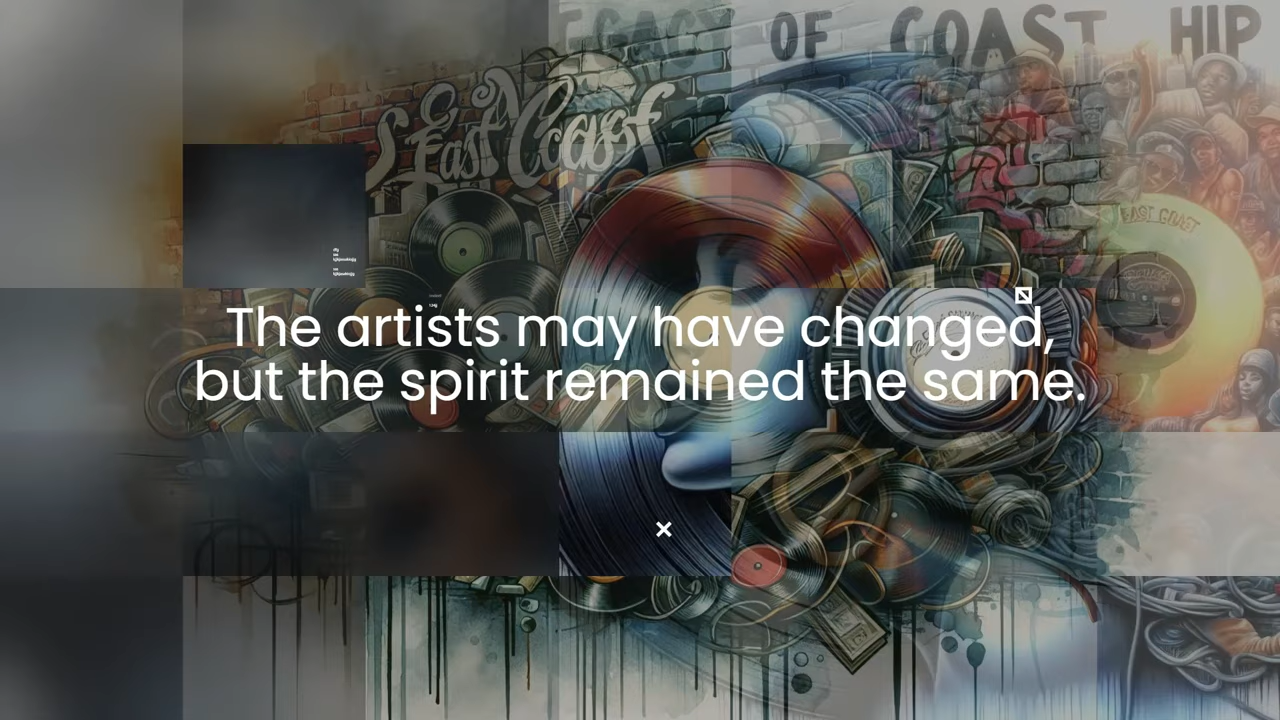 EGACY OF COAST HIP
East Coast
EAST COAST
The artists may have changed,
but the spirit remained the same.